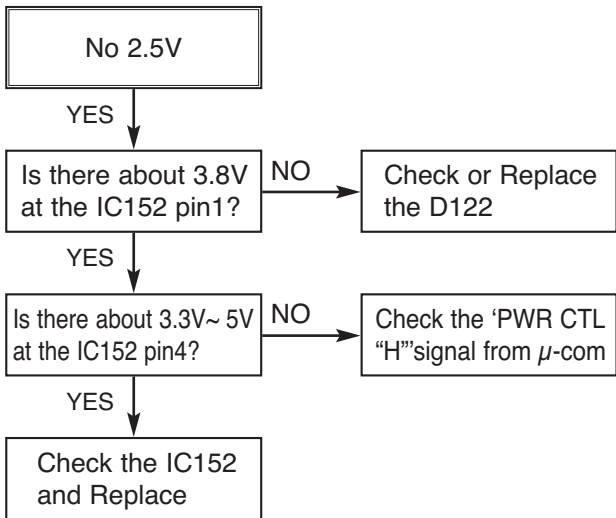 No 2.5V
YES
Is there about 3.8V
at the IC152 pin1?
NO
Check or Replace
the D122
YES
Is there about 3.3V~ 5V
at the IC152 pin4?
NO
Check the ‘PWR CTL
“H”’signal from µ-com
YES
Check the IC152
and Replace